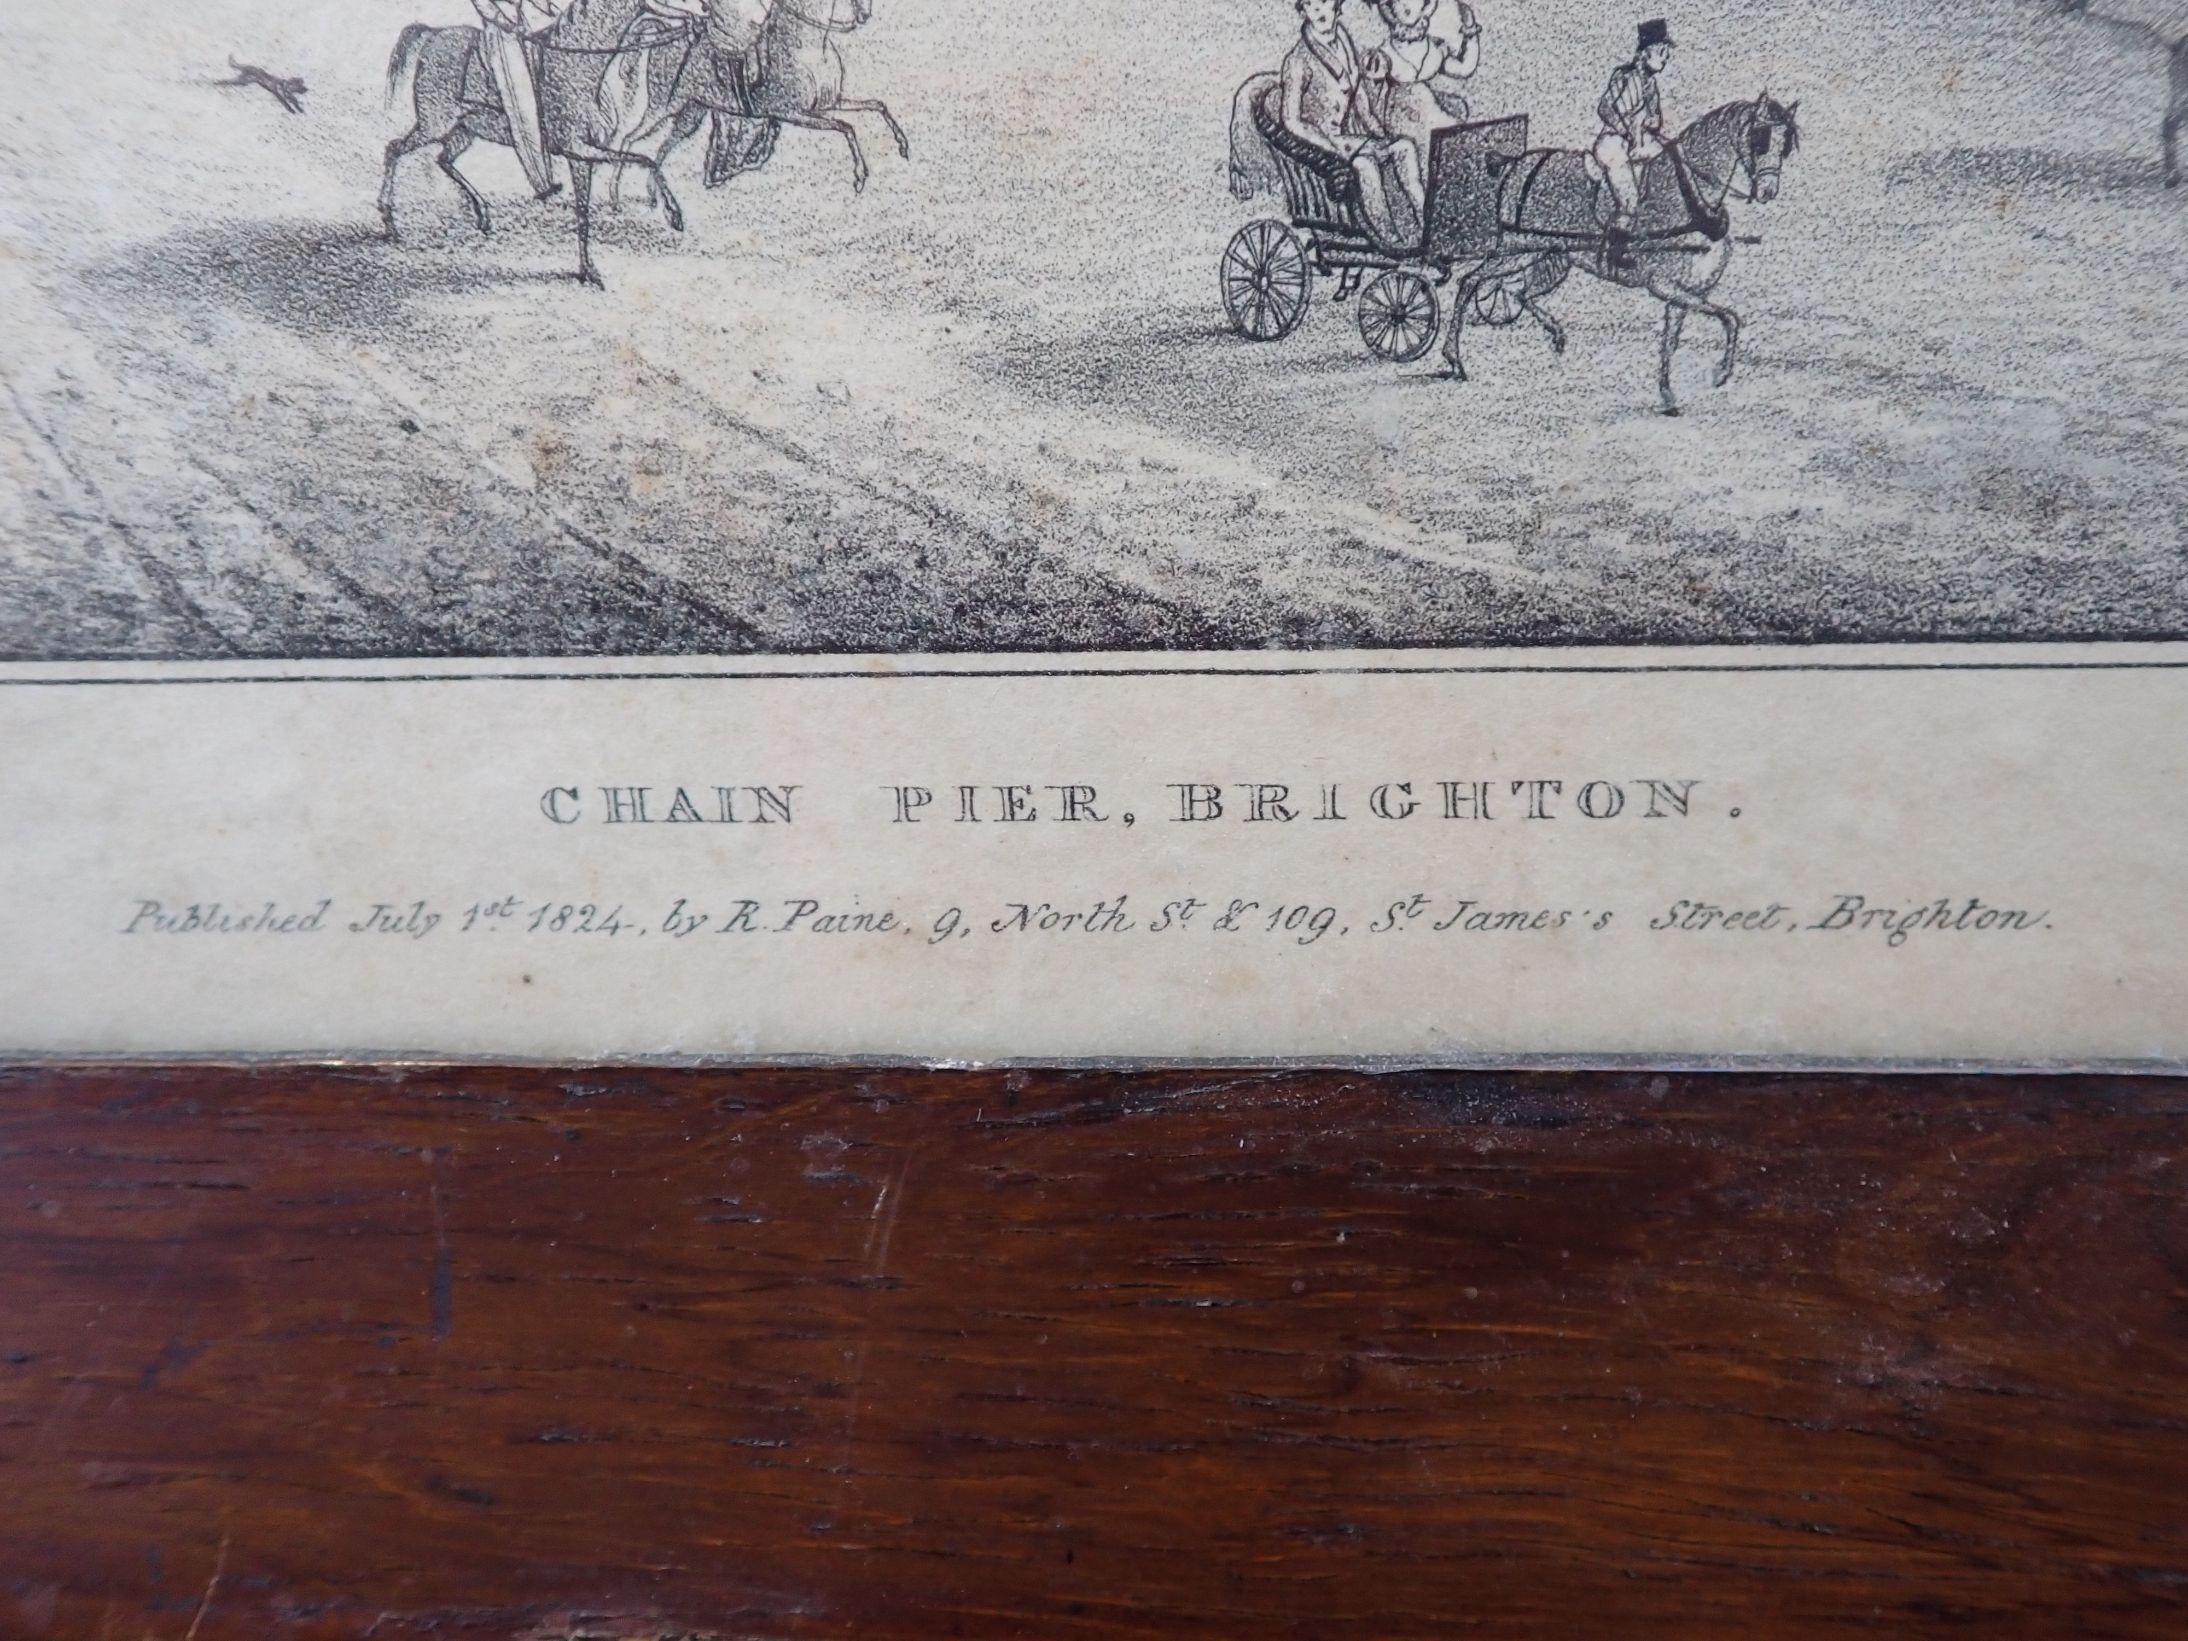 CHAIN PIER, BRIGHTON.
Published July 1st 1824, by R. Paine, 9, North St & 109, St James's Street, Brighton.